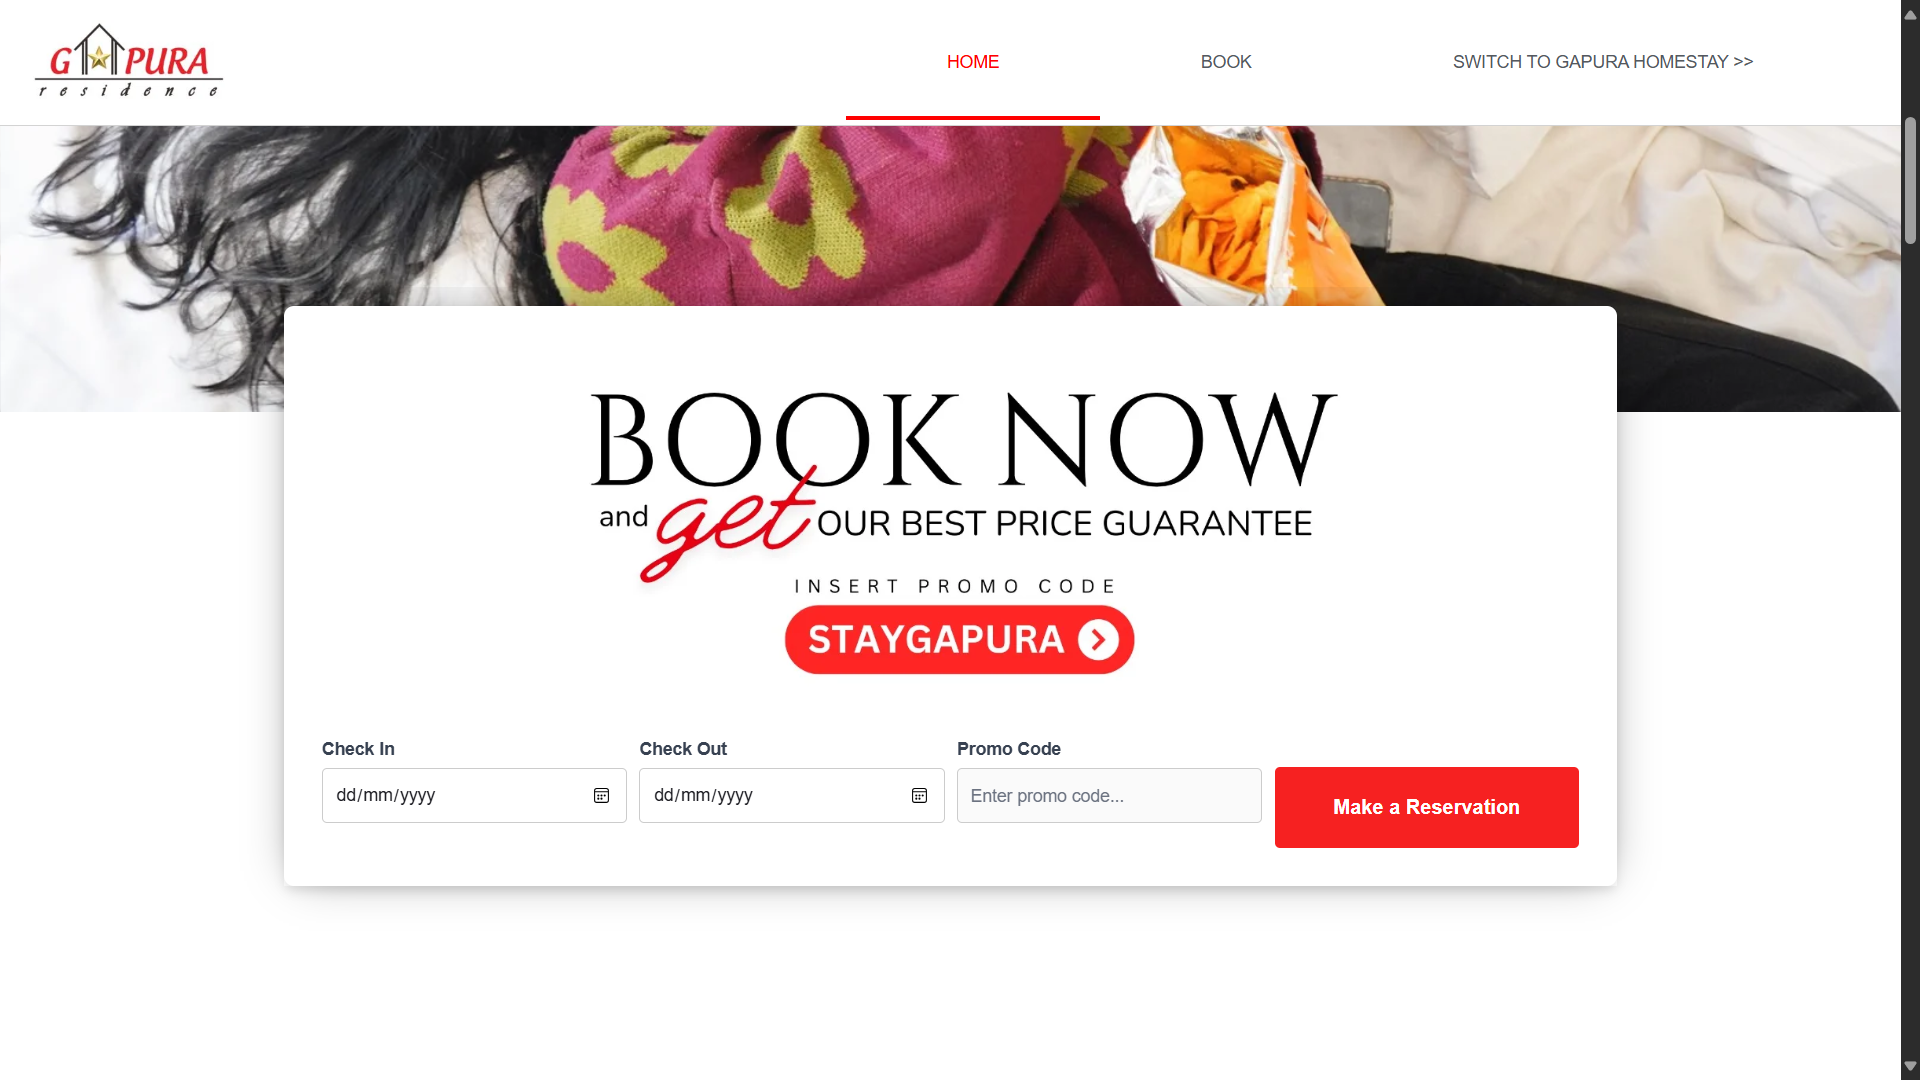 GAPURA
residence
HOME
BOOK
SWITCH TO GAPURA HOMESTAY >>
BOOK NOW
and get OUR BEST PRICE GUARANTEE
INSERT PROMO CODE
STAYGAPURA
Check In
Check Out
Promo Code
dd/mm/yyyy
dd/mm/yyyy
Enter promo code...
Make a Reservation